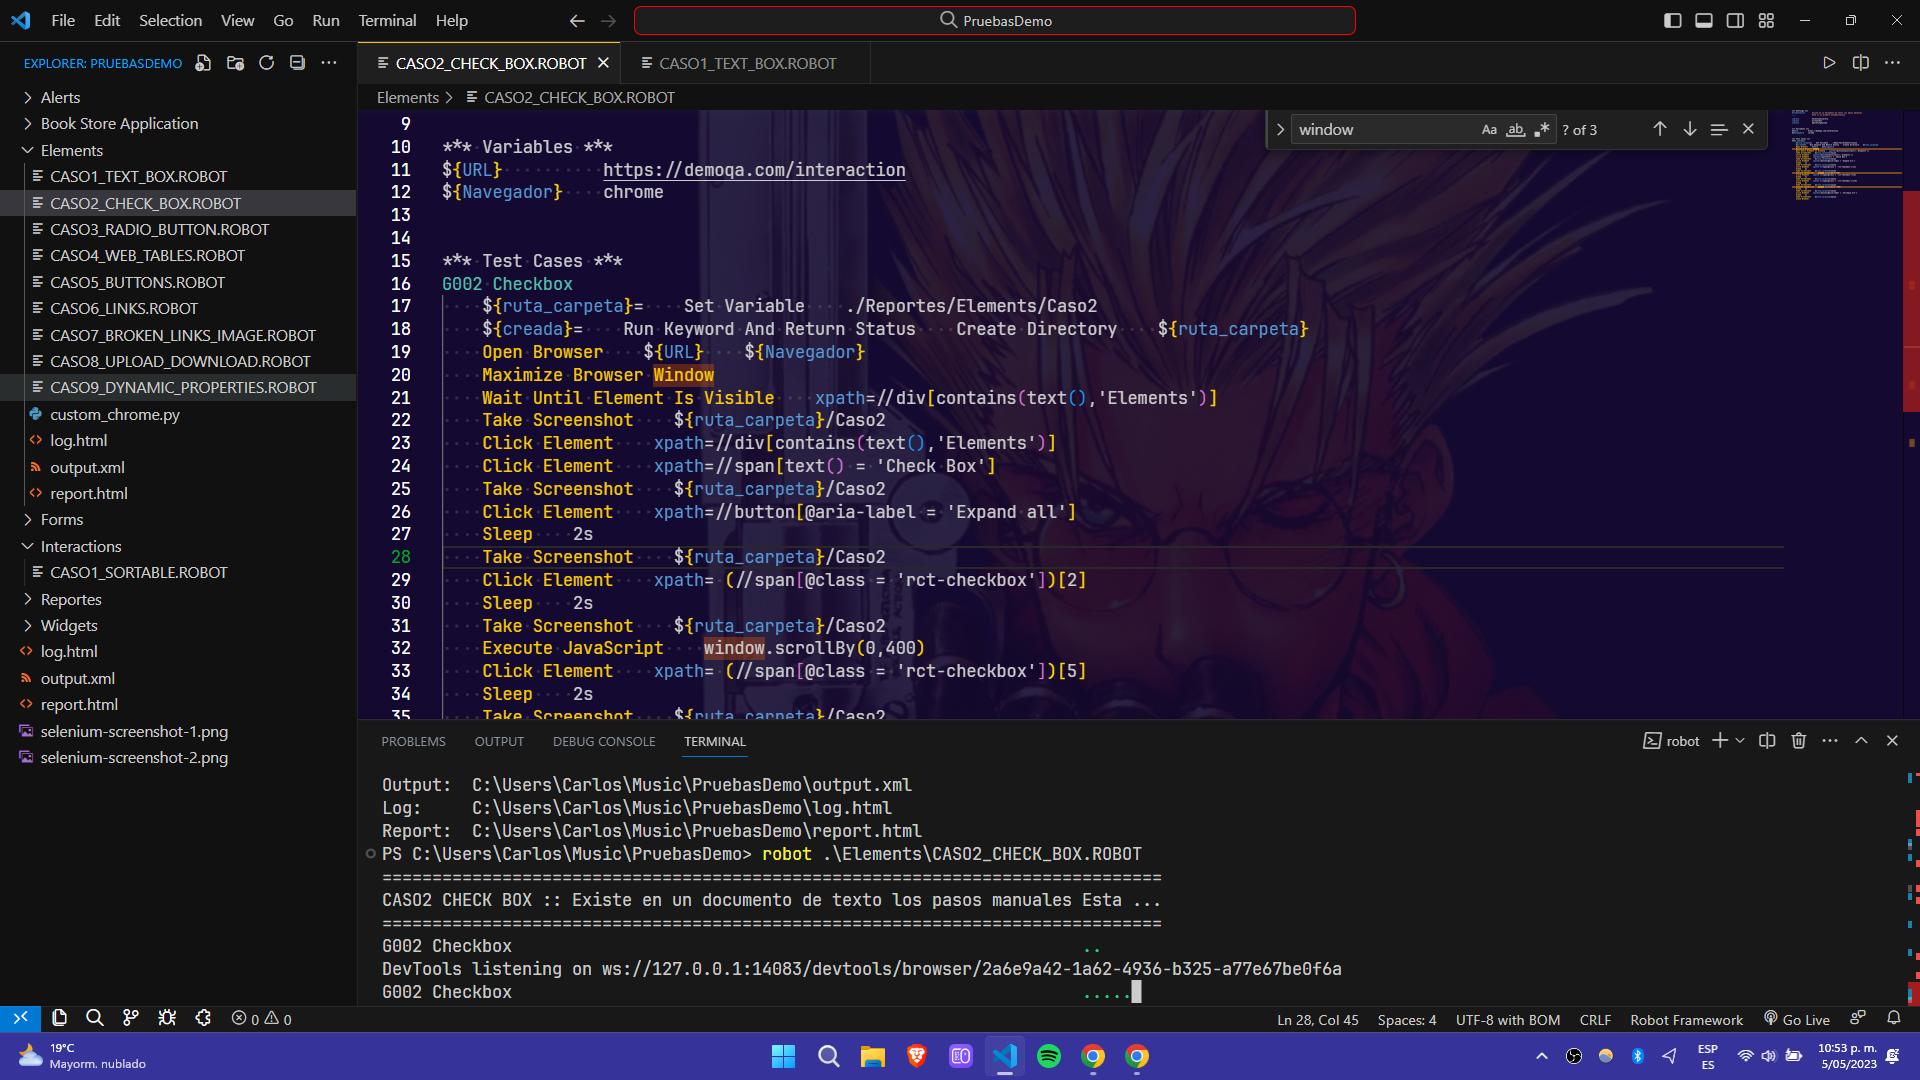 File Edit Selection View Go Run Terminal Help
PruebasDemo
EXPLORER: PRUEBASDEMO
Alerts
Book Store Application
Elements
CASO1_TEXT_BOX.ROBOT
CASO2_CHECK_BOX.ROBOT
CASO3_RADIO_BUTTON.ROBOT
CASO4_WEB_TABLES.ROBOT
CASO5_BUTTONS.ROBOT
CASO6_LINKS.ROBOT
CASO7_BROKEN_LINKS_IMAGE.ROBOT
CASO8_UPLOAD_DOWNLOAD.ROBOT
CASO9_DYNAMIC_PROPERTIES.ROBOT
custom_chrome.py
log.html
output.xml
report.html
Forms
Interactions
CASO1_SORTABLE.ROBOT
Reportes
Widgets
log.html
output.xml
report.html
selenium-screenshot-1.png
selenium-screenshot-2.png
CASO2_CHECK_BOX.ROBOT CASO1_TEXT_BOX.ROBOT
Elements > CASO2_CHECK_BOX.ROBOT
window Aa ab ? of 3
9
10 *** Variables ***
11 ${URL} https://demoqa.com/interaction
12 ${Navegador} chrome
13
14
15 *** Test Cases ***
16 G002 Checkbox
17 ${ruta_carpeta}= Set Variable ./Reportes/Elements/Caso2
18 ${creada}= Run Keyword And Return Status Create Directory ${ruta_carpeta}
19 Open Browser ${URL} ${Navegador}
20 Maximize Browser Window
21 Wait Until Element Is Visible xpath=//div[contains(text(),'Elements')]
22 Take Screenshot ${ruta_carpeta}/Caso2
23 Click Element xpath=//div[contains(text(),'Elements')]
24 Click Element xpath=//span[text() = 'Check Box']
25 Take Screenshot ${ruta_carpeta}/Caso2
26 Click Element xpath=//button[@aria-label = 'Expand all']
27 Sleep 2s
28 Take Screenshot ${ruta_carpeta}/Caso2
29 Click Element xpath= (//span[@class = 'rct-checkbox'])[2]
30 Sleep 2s
31 Take Screenshot ${ruta_carpeta}/Caso2
32 Execute JavaScript window.scrollBy(0,400)
33 Click Element xpath= (//span[@class = 'rct-checkbox'])[5]
34 Sleep 2s
35 Take Screenshot ${ruta_carpeta}/Caso2
PROBLEMS OUTPUT DEBUG CONSOLE TERMINAL robot
Output: C:\Users\Carlos\Music\PruebasDemo\output.xml
Log: C:\Users\Carlos\Music\PruebasDemo\log.html
Report: C:\Users\Carlos\Music\PruebasDemo\report.html
PS C:\Users\Carlos\Music\PruebasDemo> robot .\Elements\CASO2_CHECK_BOX.ROBOT
==============================================================================
CASO2 CHECK BOX :: Existe en un documento de texto los pasos manuales Esta ...
==============================================================================
G002 Checkbox ..
DevTools listening on ws://127.0.0.1:14083/devtools/browser/2a6e9a42-1a62-4936-b325-a77e67be0f6a
G002 Checkbox .....
0 0 Ln 28, Col 45 Spaces: 4 UTF-8 with BOM CRLF Robot Framework Go Live
19°C
Mayorm. nublado
ESP
ES
10:53 p. m.
5/05/2023